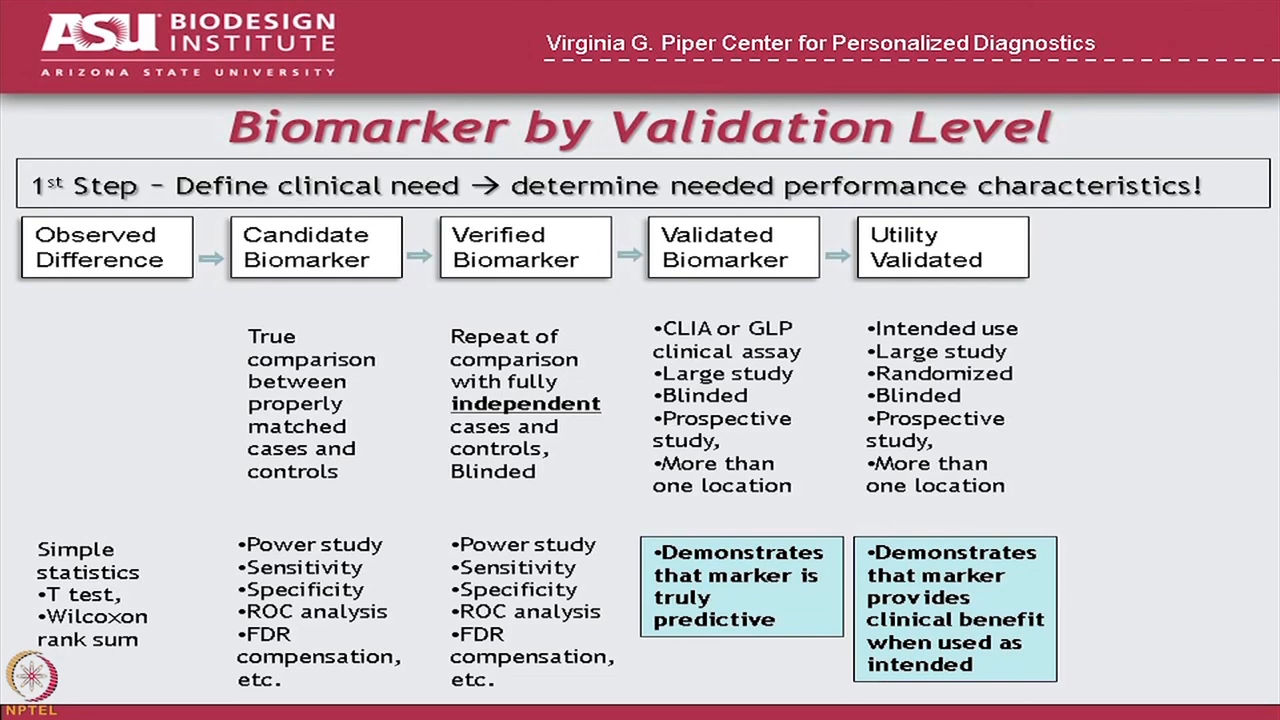 ASU BIODESIGN
INSTITUTE
ARIZONA STATE UNIVERSITY
Virginia G. Piper Center for Personalized Diagnostics
Biomarker by Validation Level
1st Step – Define clinical need → determine needed performance characteristics!
Observed
Difference
Candidate
Biomarker
Verified
Biomarker
Validated
Biomarker
Utility
Validated
True
comparison
between
properly
matched
cases and
controls
Repeat of
comparison
with fully
independent
cases and
controls,
Blinded
•CLIA or GLP
clinical assay
•Large study
•Blinded
•Prospective
study,
•More than
one location
•Intended use
•Large study
•Randomized
•Blinded
•Prospective
study,
•More than
one location
Simple
statistics
•T test,
•Wilcoxon
rank sum
•Power study
•Sensitivity
•Specificity
•ROC analysis
•FDR
compensation,
etc.
•Power study
•Sensitivity
•Specificity
•ROC analysis
•FDR
compensation,
etc.
•Demonstrates
that marker is
truly
predictive
•Demonstrates
that marker
provides
clinical benefit
when used as
intended
NPTEL